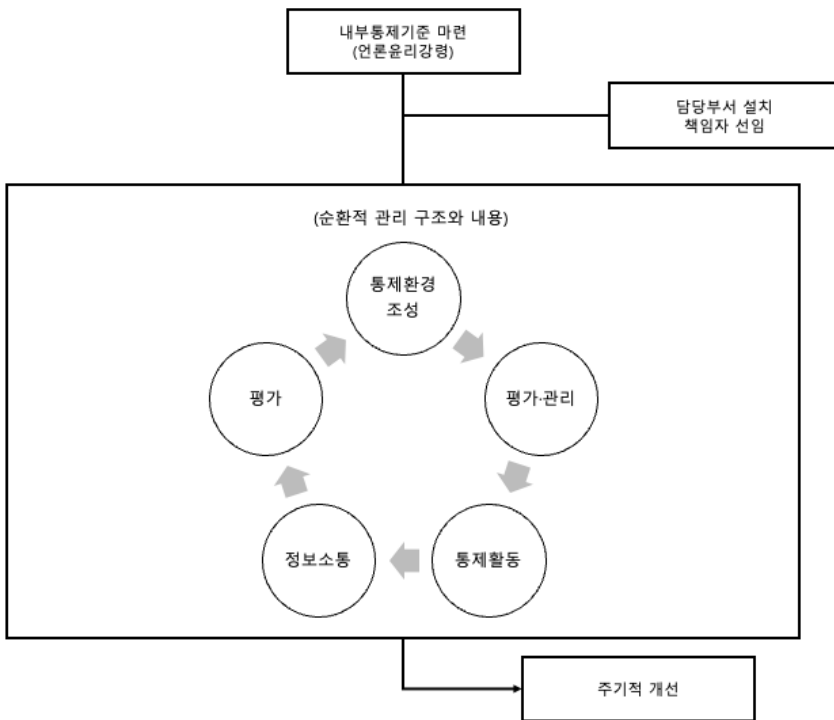 내부통제기준 마련
(언론윤리강령)
담당부서 설치
책임자 선임
(순환적 관리 구조와 내용)
통제환경
조성
평가
평가·관리
정보소통
통제활동
주기적 개선